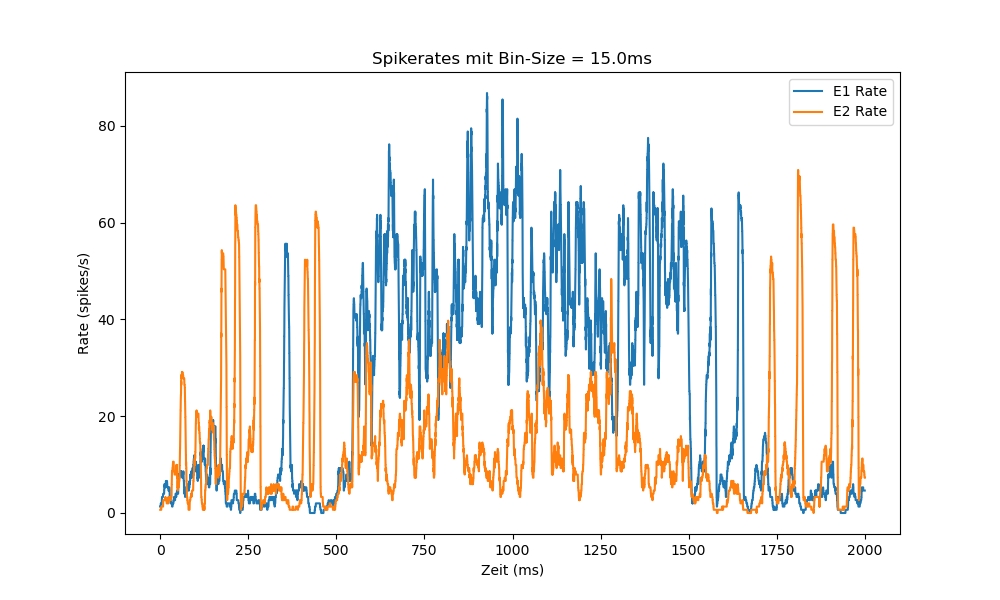 Spikerates mit Bin-Size = 15.0ms
E1 Rate
E2 Rate
Rate (spikes/s)
80
60
40
20
0
0 250 500 750 1000 1250 1500 1750 2000
Zeit (ms)